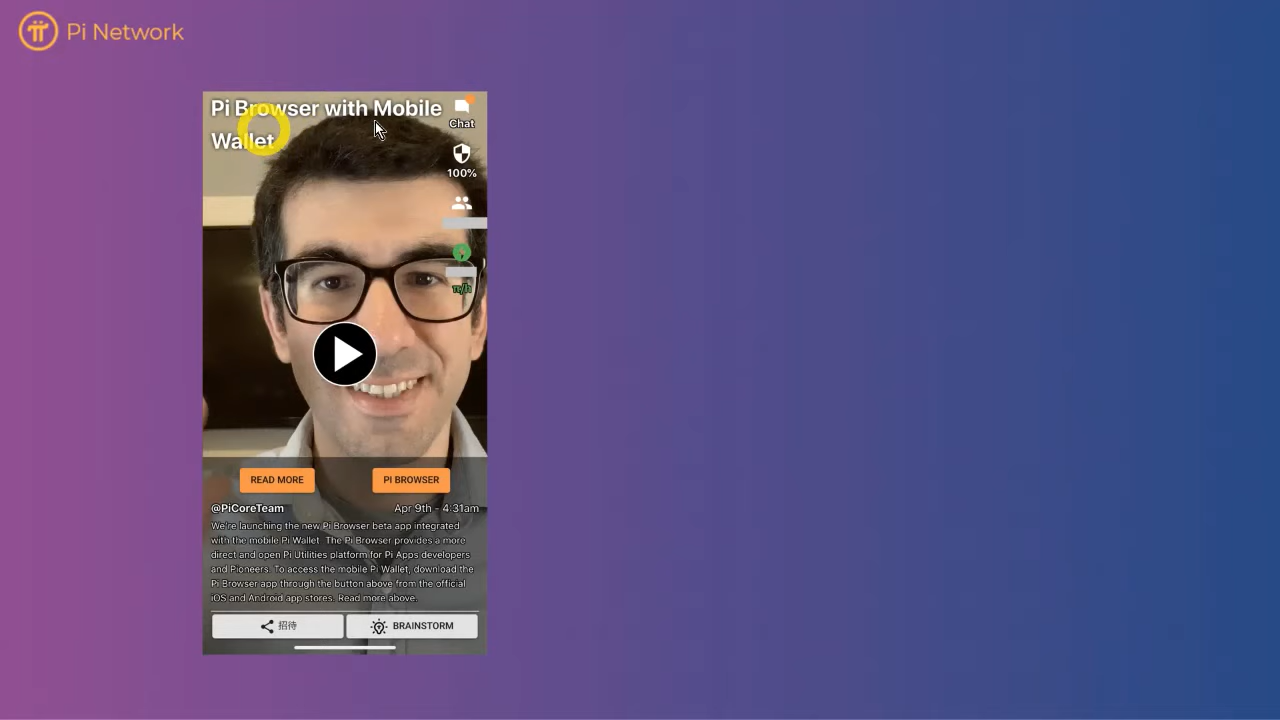 Pi Network
Pi Browser with Mobile
Wallet
Chat
100%
READ MORE
PI BROWSER
@PiCoreTeam
Apr 9th - 4:31am
We're launching the new Pi Browser beta app integrated
with the mobile Pi Wallet. The Pi Browser provides a more
direct and open Pi Utilities platform for Pi Apps developers
and Pioneers. To access the mobile Pi Wallet, download the
Pi Browser app through the button above from the official
iOS and Android app stores. Read more above.
招待
BRAINSTORM